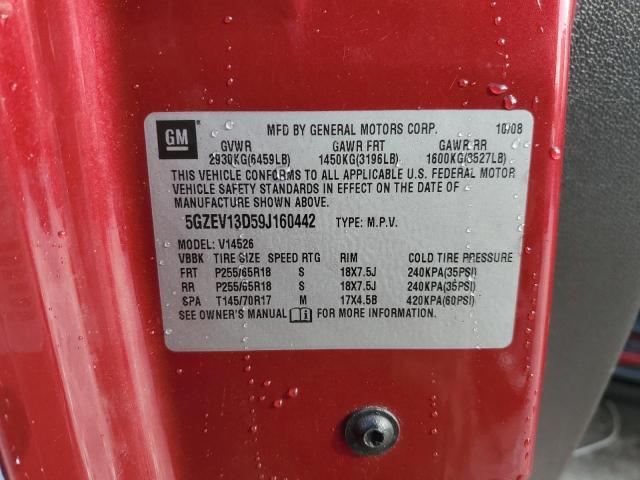 GM
MFD BY GENERAL MOTORS CORP. 10/08
GVWR GAWR FRT GAWR RR
2930KG(6459LB) 1450KG(3196LB) 1600KG(3527LB)
THIS VEHICLE CONFORMS TO ALL APPLICABLE U.S. FEDERAL MOTOR
VEHICLE SAFETY STANDARDS IN EFFECT ON THE DATE OF
MANUFACTURE SHOWN ABOVE.
5GZEV13D59J160442 TYPE: M.P.V.
MODEL: V14526
VBBK TIRE SIZE SPEED RTG RIM COLD TIRE PRESSURE
FRT P255/65R18 S 18X7.5J 240KPA(35PSI)
RR P255/65R18 S 18X7.5J 240KPA(35PSI)
SPA T145/70R17 M 17X4.5B 420KPA(60PSI)
SEE OWNER'S MANUAL FOR MORE INFORMATION.